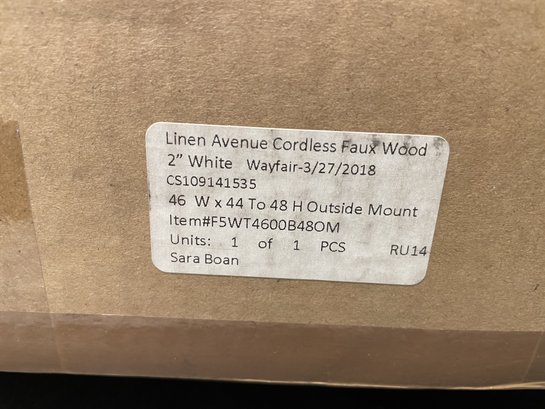 Linen Avenue Cordless Faux Wood
2" White Wayfair-3/27/2018
CS109141535
46 W x 44 To 48 H Outside Mount
Item#F5WT4600B48OM
Units: 1 of 1 PCS RU14
Sara Boan